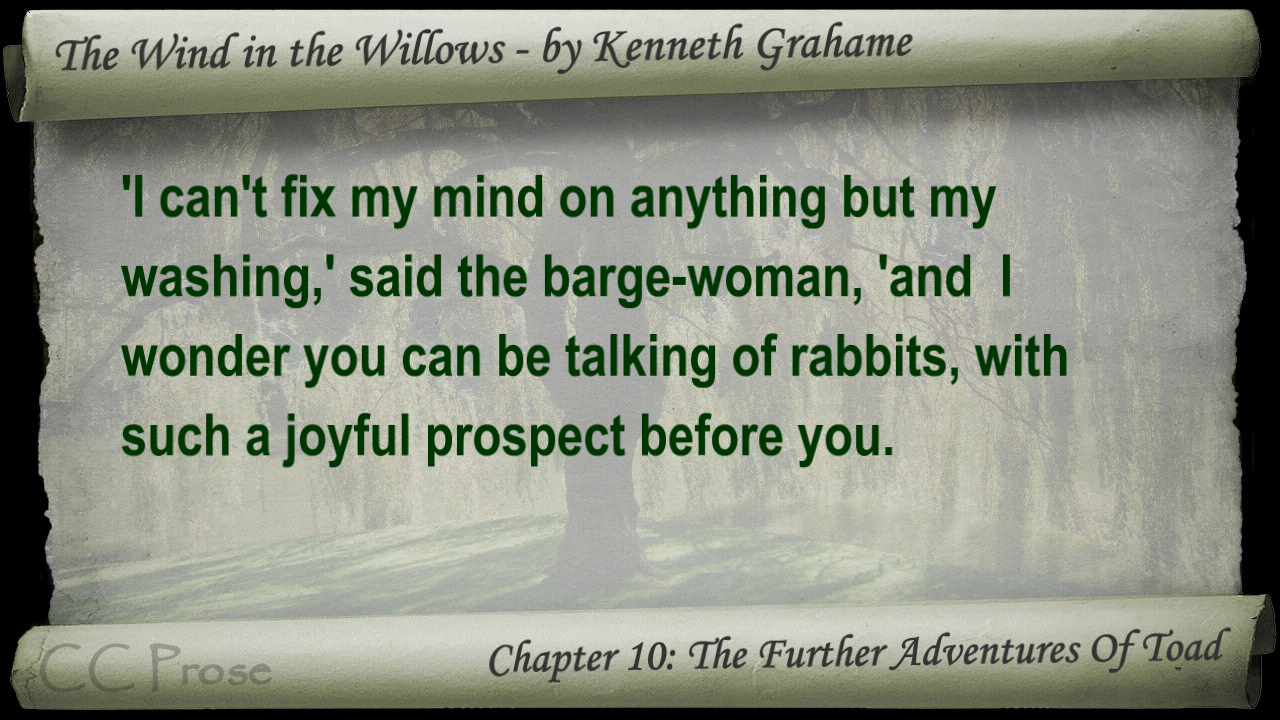 The Wind in the Willows - by Kenneth Grahame
'I can't fix my mind on anything but my
washing,' said the barge-woman, 'and  I
wonder you can be talking of rabbits, with
such a joyful prospect before you.
CC Prose
Chapter 10: The Further Adventures Of Toad